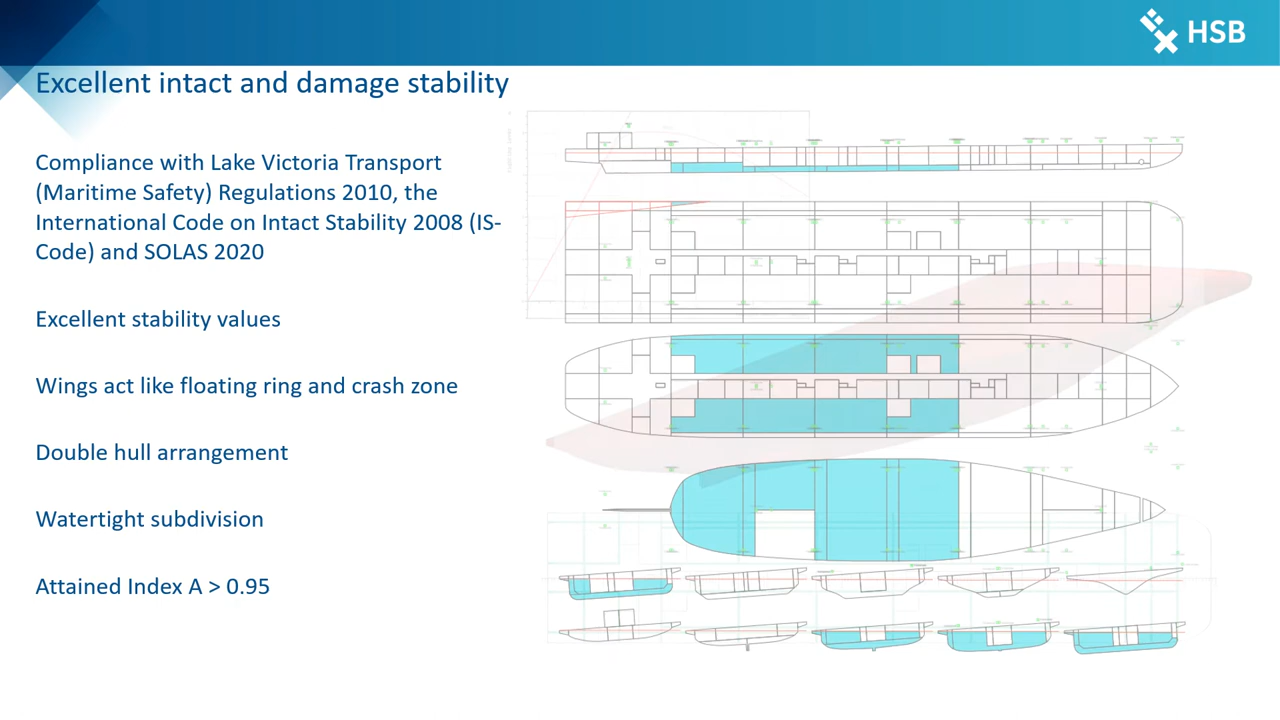 HSB
Excellent intact and damage stability
Compliance with Lake Victoria Transport
(Maritime Safety) Regulations 2010, the
International Code on Intact Stability 2008 (IS-
Code) and SOLAS 2020
Excellent stability values
Wings act like floating ring and crash zone
Double hull arrangement
Watertight subdivision
Attained Index A > 0.95